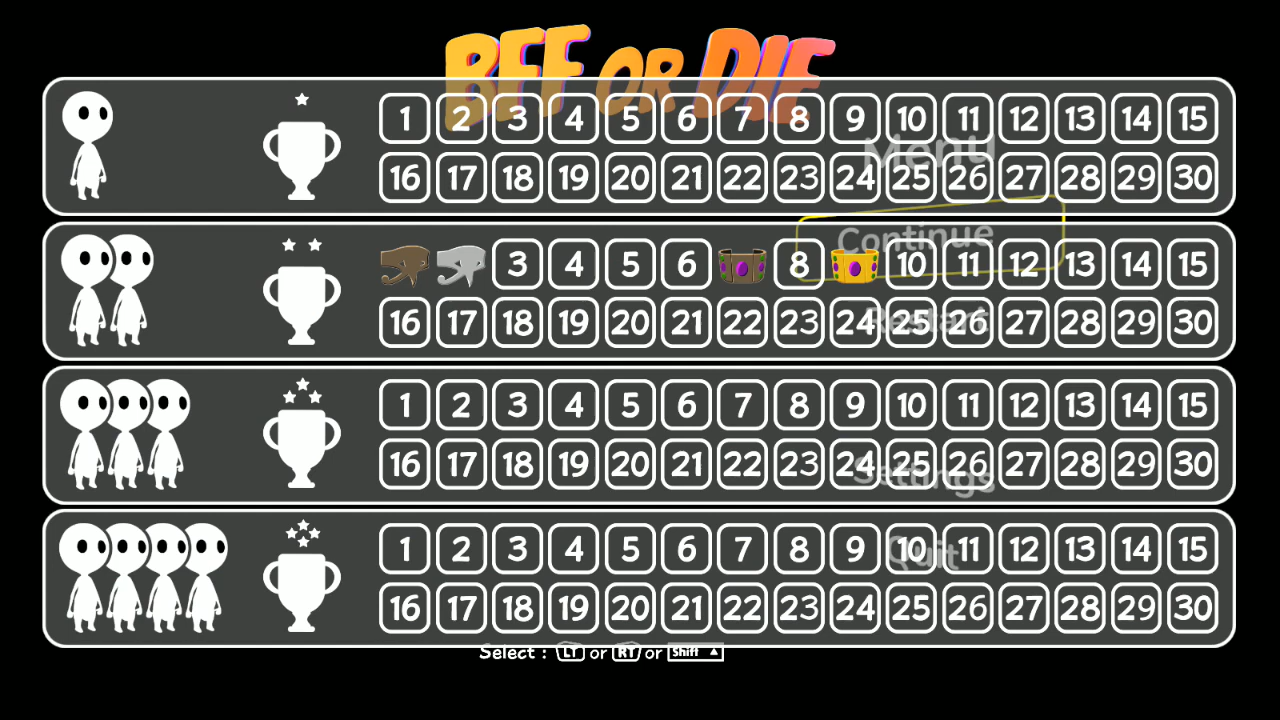 BFF OR DIE
1 2 3 4 5 6 7 8 9 10 11 12 13 14 15
Menu
16 17 18 19 20 21 22 23 24 25 26 27 28 29 30
Continue
3 4 5 6 8 10 11 12 13 14 15
16 17 18 19 20 21 22 23 24 25 26 27 28 29 30
Restart
1 2 3 4 5 6 7 8 9 10 11 12 13 14 15
16 17 18 19 20 21 22 23 24 25 26 27 28 29 30
Settings
1 2 3 4 5 6 7 8 9 10 11 12 13 14 15
Quit
16 17 18 19 20 21 22 23 24 25 26 27 28 29 30
Select : LT or RT or Shift ▲